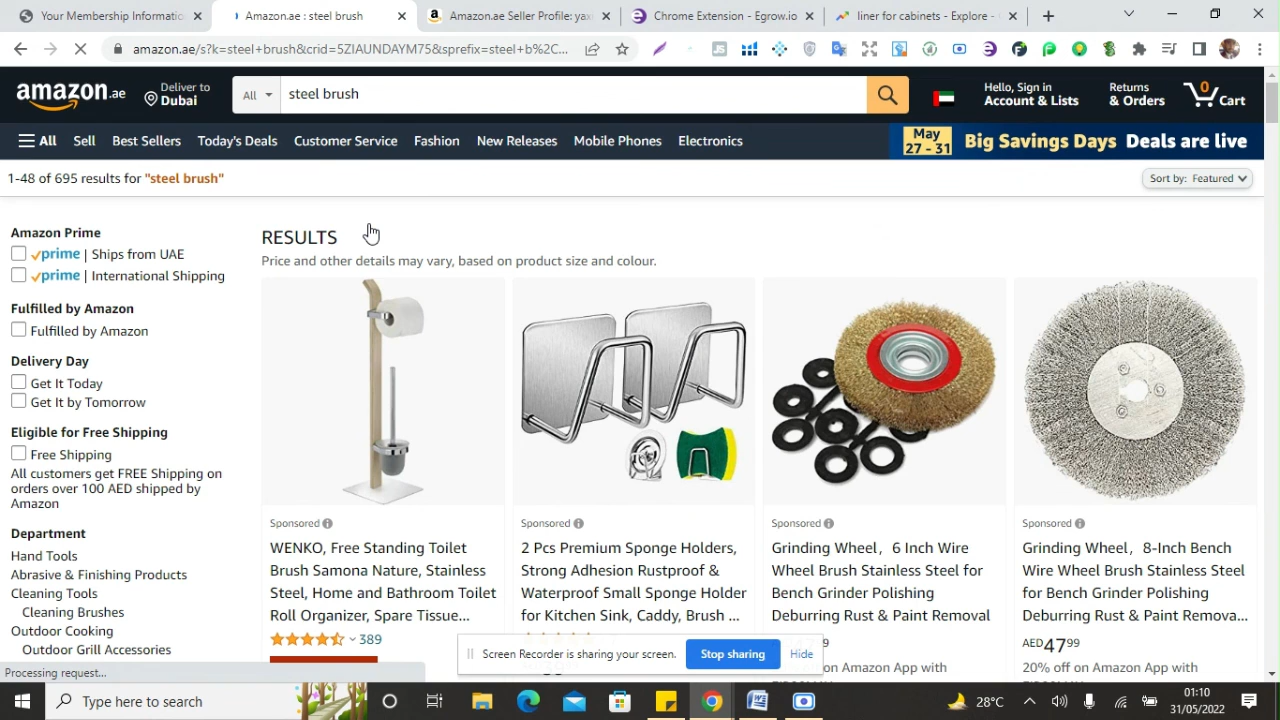 Your Membership Informatio
Amazon.ae : steel brush
Amazon.ae Seller Profile: yaxi
Chrome Extension - Egrow.io
liner for cabinets - Explore -
amazon.ae/s?k=steel+brush&crid=5ZIAUNDAYM75&sprefix=steel+b%2C...
amazon.ae
Deliver to
Dubai
All
steel brush
Hello, Sign in
Account & Lists
Returns
& Orders
0
Cart
All
Sell
Best Sellers
Today's Deals
Customer Service
Fashion
New Releases
Mobile Phones
Electronics
May
27 - 31
Big Savings Days Deals are live
1-48 of 695 results for "steel brush"
Sort by: Featured
Amazon Prime
prime | Ships from UAE
prime | International Shipping
Fulfilled by Amazon
Fulfilled by Amazon
Delivery Day
Get It Today
Get It by Tomorrow
Eligible for Free Shipping
Free Shipping
All customers get FREE Shipping on
orders over 100 AED shipped by
Amazon
Department
Hand Tools
Abrasive & Finishing Products
Cleaning Tools
Cleaning Brushes
Outdoor Cooking
Outdoor Grill Accessories
RESULTS
Price and other details may vary, based on product size and colour.
Sponsored
WENKO, Free Standing Toilet
Brush Samona Nature, Stainless
Steel, Home and Bathroom Toilet
Roll Organizer, Spare Tissue...
389
Sponsored
2 Pcs Premium Sponge Holders,
Strong Adhesion Rustproof &
Waterproof Small Sponge Holder
for Kitchen Sink, Caddy, Brush ...
Sponsored
Grinding Wheel，6 Inch Wire
Wheel Brush Stainless Steel for
Bench Grinder Polishing
Deburring Rust & Paint Removal
on Amazon App with
Sponsored
Grinding Wheel，8-Inch Bench
Wire Wheel Brush Stainless Steel
for Bench Grinder Polishing
Deburring Rust & Paint Remova...
AED4799
20% off on Amazon App with
Screen Recorder is sharing your screen.
Stop sharing
Hide
Processing request...
Type here to search
28°C
01:10
31/05/2022